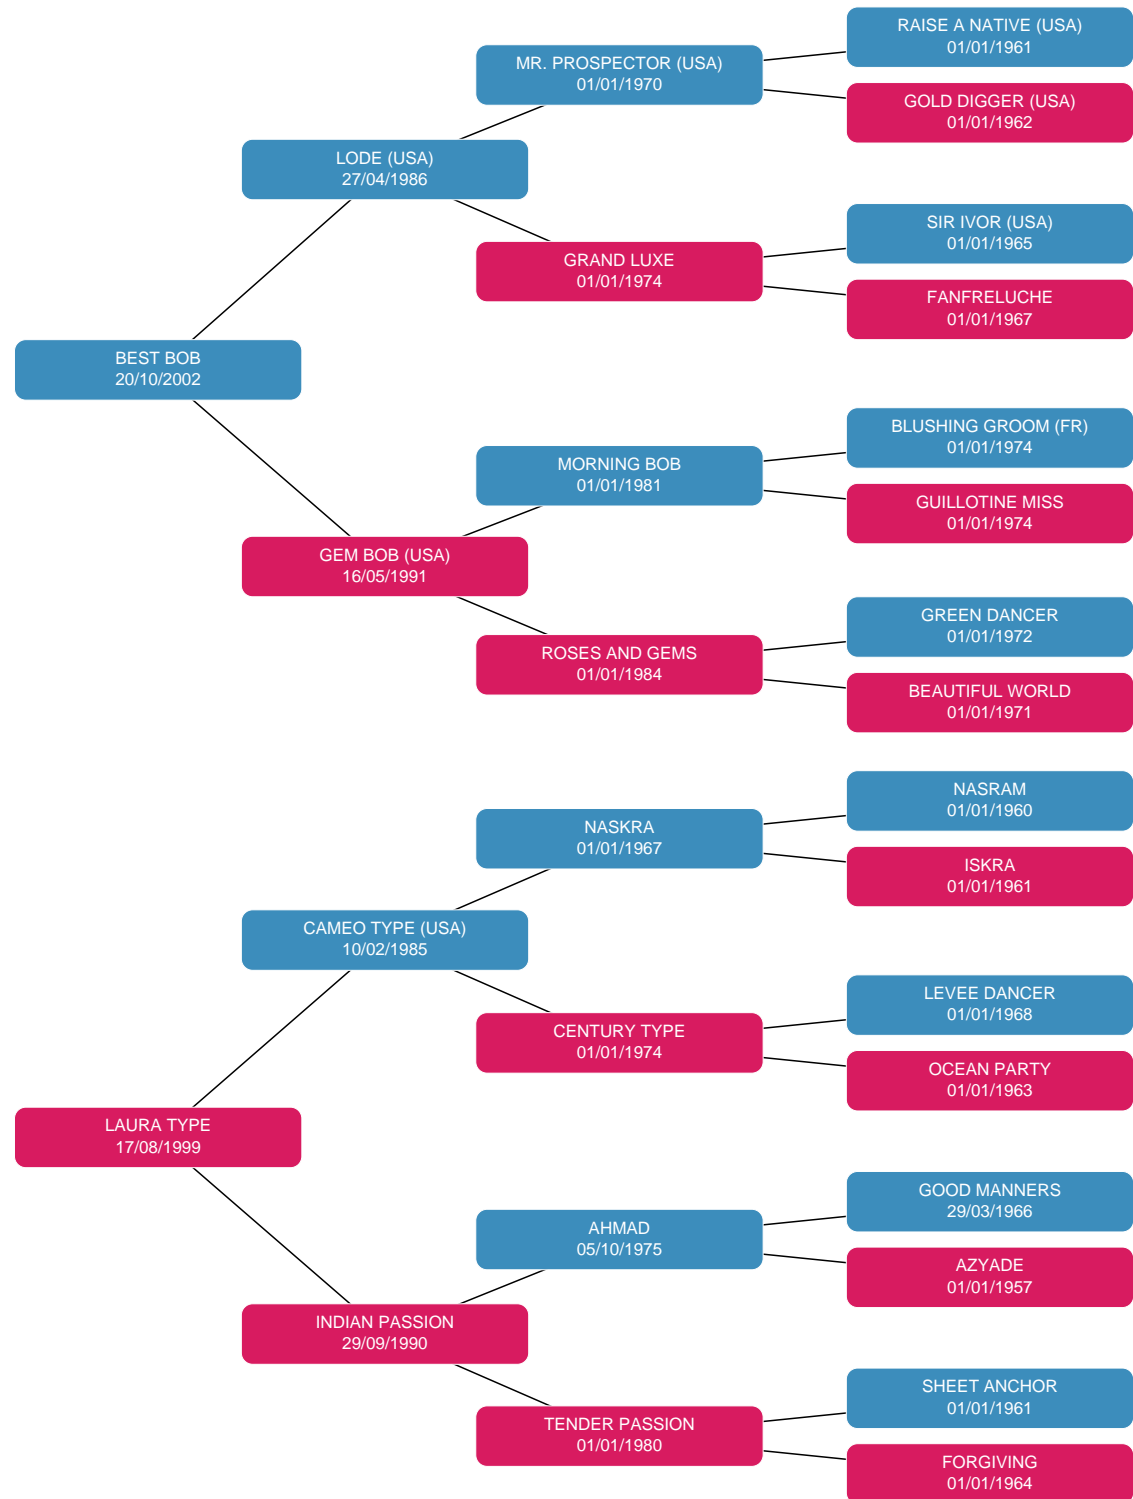 RAISE A NATIVE (USA)
01/01/1961
MR. PROSPECTOR (USA)
01/01/1970
GOLD DIGGER (USA)
01/01/1962
LODE (USA)
27/04/1986
SIR IVOR (USA)
01/01/1965
GRAND LUXE
01/01/1974
FANFRELUCHE
01/01/1967
BEST BOB
20/10/2002
BLUSHING GROOM (FR)
01/01/1974
MORNING BOB
01/01/1981
GUILLOTINE MISS
01/01/1974
GEM BOB (USA)
16/05/1991
GREEN DANCER
01/01/1972
ROSES AND GEMS
01/01/1984
BEAUTIFUL WORLD
01/01/1971
NASRAM
01/01/1960
NASKRA
01/01/1967
ISKRA
01/01/1961
CAMEO TYPE (USA)
10/02/1985
LEVEE DANCER
01/01/1968
CENTURY TYPE
01/01/1974
OCEAN PARTY
01/01/1963
LAURA TYPE
17/08/1999
GOOD MANNERS
29/03/1966
AHMAD
05/10/1975
AZYADE
01/01/1957
INDIAN PASSION
29/09/1990
SHEET ANCHOR
01/01/1961
TENDER PASSION
01/01/1980
FORGIVING
01/01/1964